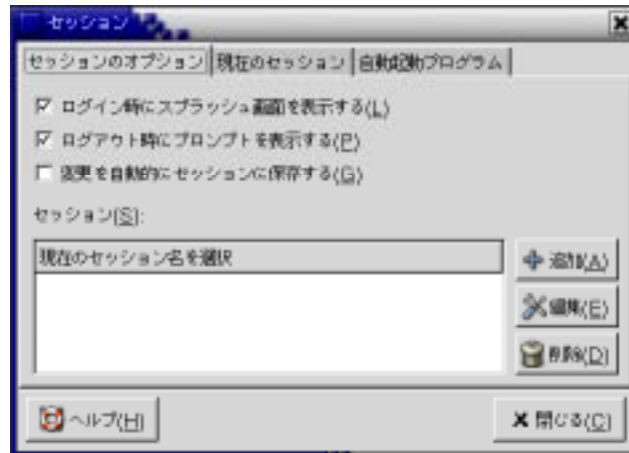 セッション
セッションのオプション 現在のセッション 自動起動プログラム
ログイン時にスプラッシュ画面を表示する(L)
ログアウト時にプロンプトを表示する(P)
変更を自動的にセッションに保存する(G)
セッション(S):
現在のセッション名を選択
追加(A)
編集(E)
削除(D)
ヘルプ(H) 閉じる(C)